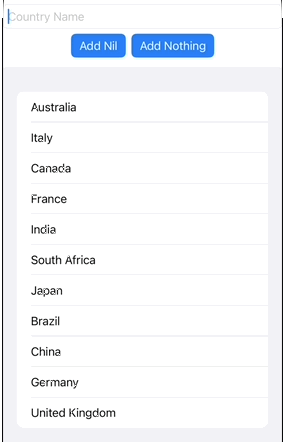 Country Name
Add Nil Add Nothing
Australia
Italy
Canada
France
India
South Africa
Japan
Brazil
China
Germany
United Kingdom